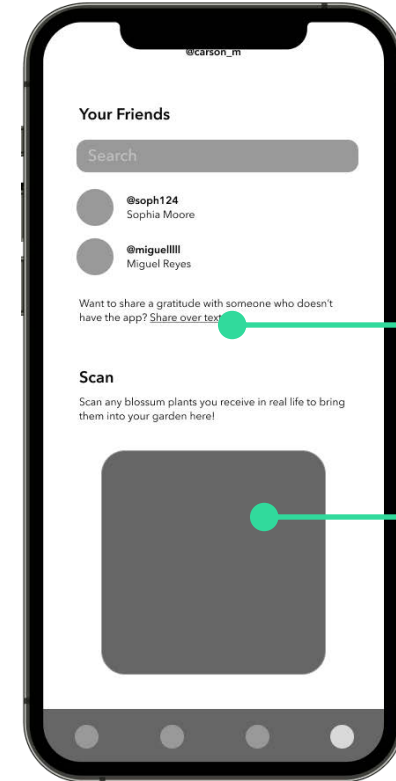 @carson_m
Your Friends
Search
@soph124
Sophia Moore
@miguelllll
Miguel Reyes
Want to share a gratitude with someone who doesn't
have the app? Share over text
Scan
Scan any blossum plants you receive in real life to bring
them into your garden here!